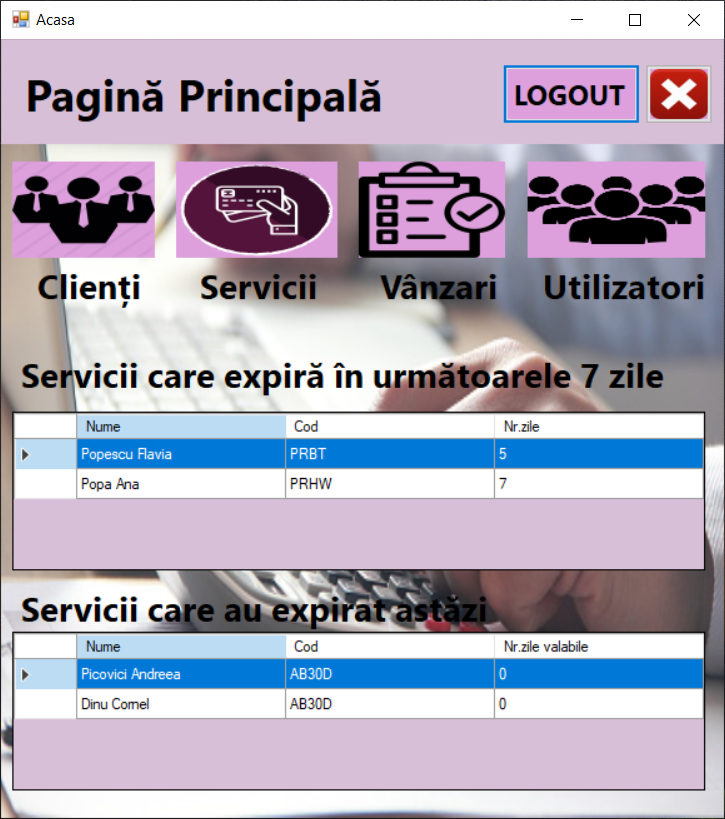 Acasa
Pagină Principală
LOGOUT
Clienți Servicii Vânzari Utilizatori
Servicii care expiră în următoarele 7 zile
Nume Cod Nr.zile
Popescu Flavia PRBT 5
Popa Ana PRHW 7
Servicii care au expirat astăzi
Nume Cod Nr.zile valabile
Picovici Andreea AB30D 0
Dinu Cornel AB30D 0